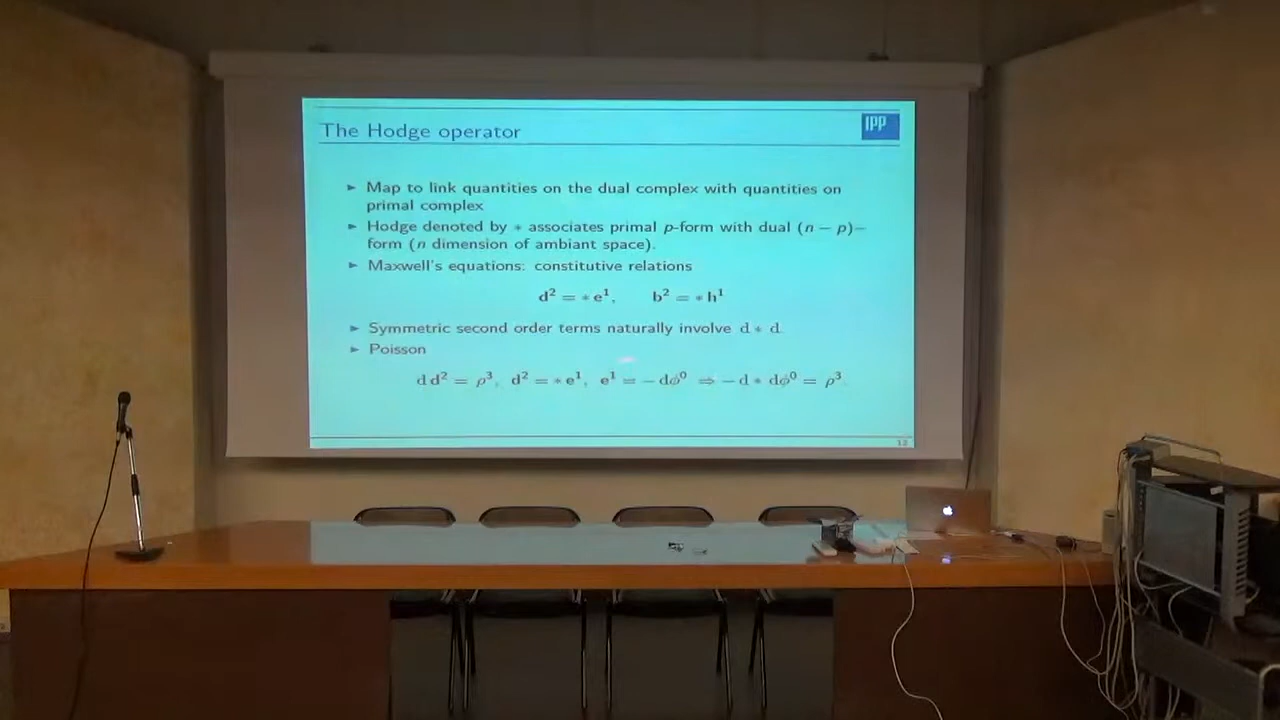 The Hodge operator
IPP
► Map to link quantities on the dual complex with quantities on
primal complex
► Hodge denoted by ∗ associates primal p-form with dual (n − p)−
form (n dimension of ambiant space).
► Maxwell's equations: constitutive relations
d² = ∗e¹, b² = ∗h¹
► Symmetric second order terms naturally involve d ∗ d
► Poisson
d d² = ρ³, d² = ∗e¹, e¹ = −dϕ⁰ ⇒ −d ∗ dϕ⁰ = ρ³.
12